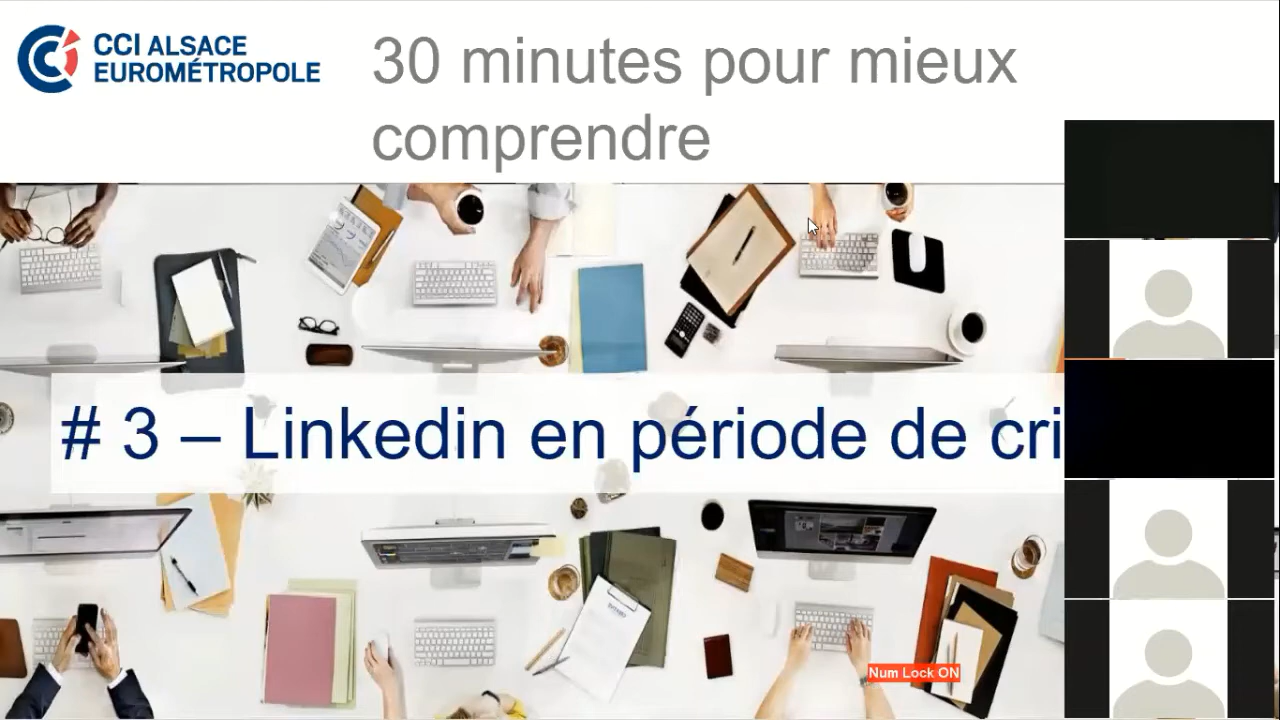 CCI ALSACE
EUROMÉTROPOLE
30 minutes pour mieux
comprendre
# 3 – Linkedin en période de cri
Num Lock ON